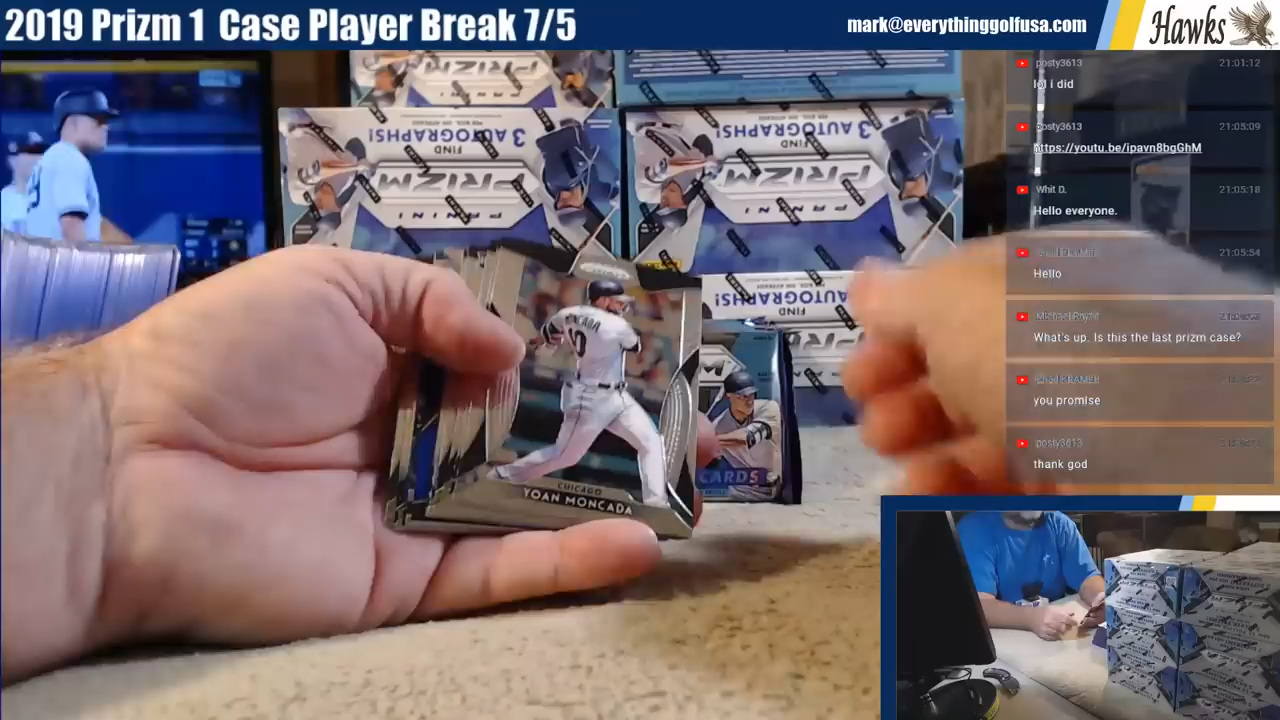 2019 Prizm 1 Case Player Break 7/5
mark@everythinggolfusa.com
Hawks
posty3613
21:01:12
lol i did
posty3613
21:05:09
https://youtu.be/ipavn8bgGhM
Whit D.
21:05:18
Hello everyone.
21:05:54
Hello
What's up. Is this the last prizm case?
you promise
posty3613
thank god
3 AUTOGRAPHS!
FIND
PRIZM
PANINI
3 AUTOGRAPHS!
FIND
PRIZM
PANINI
PRIZM
AUTOGRAPHS!
FIND
MONCADA
10
CHICAGO
YOAN MONCADA
CARDS